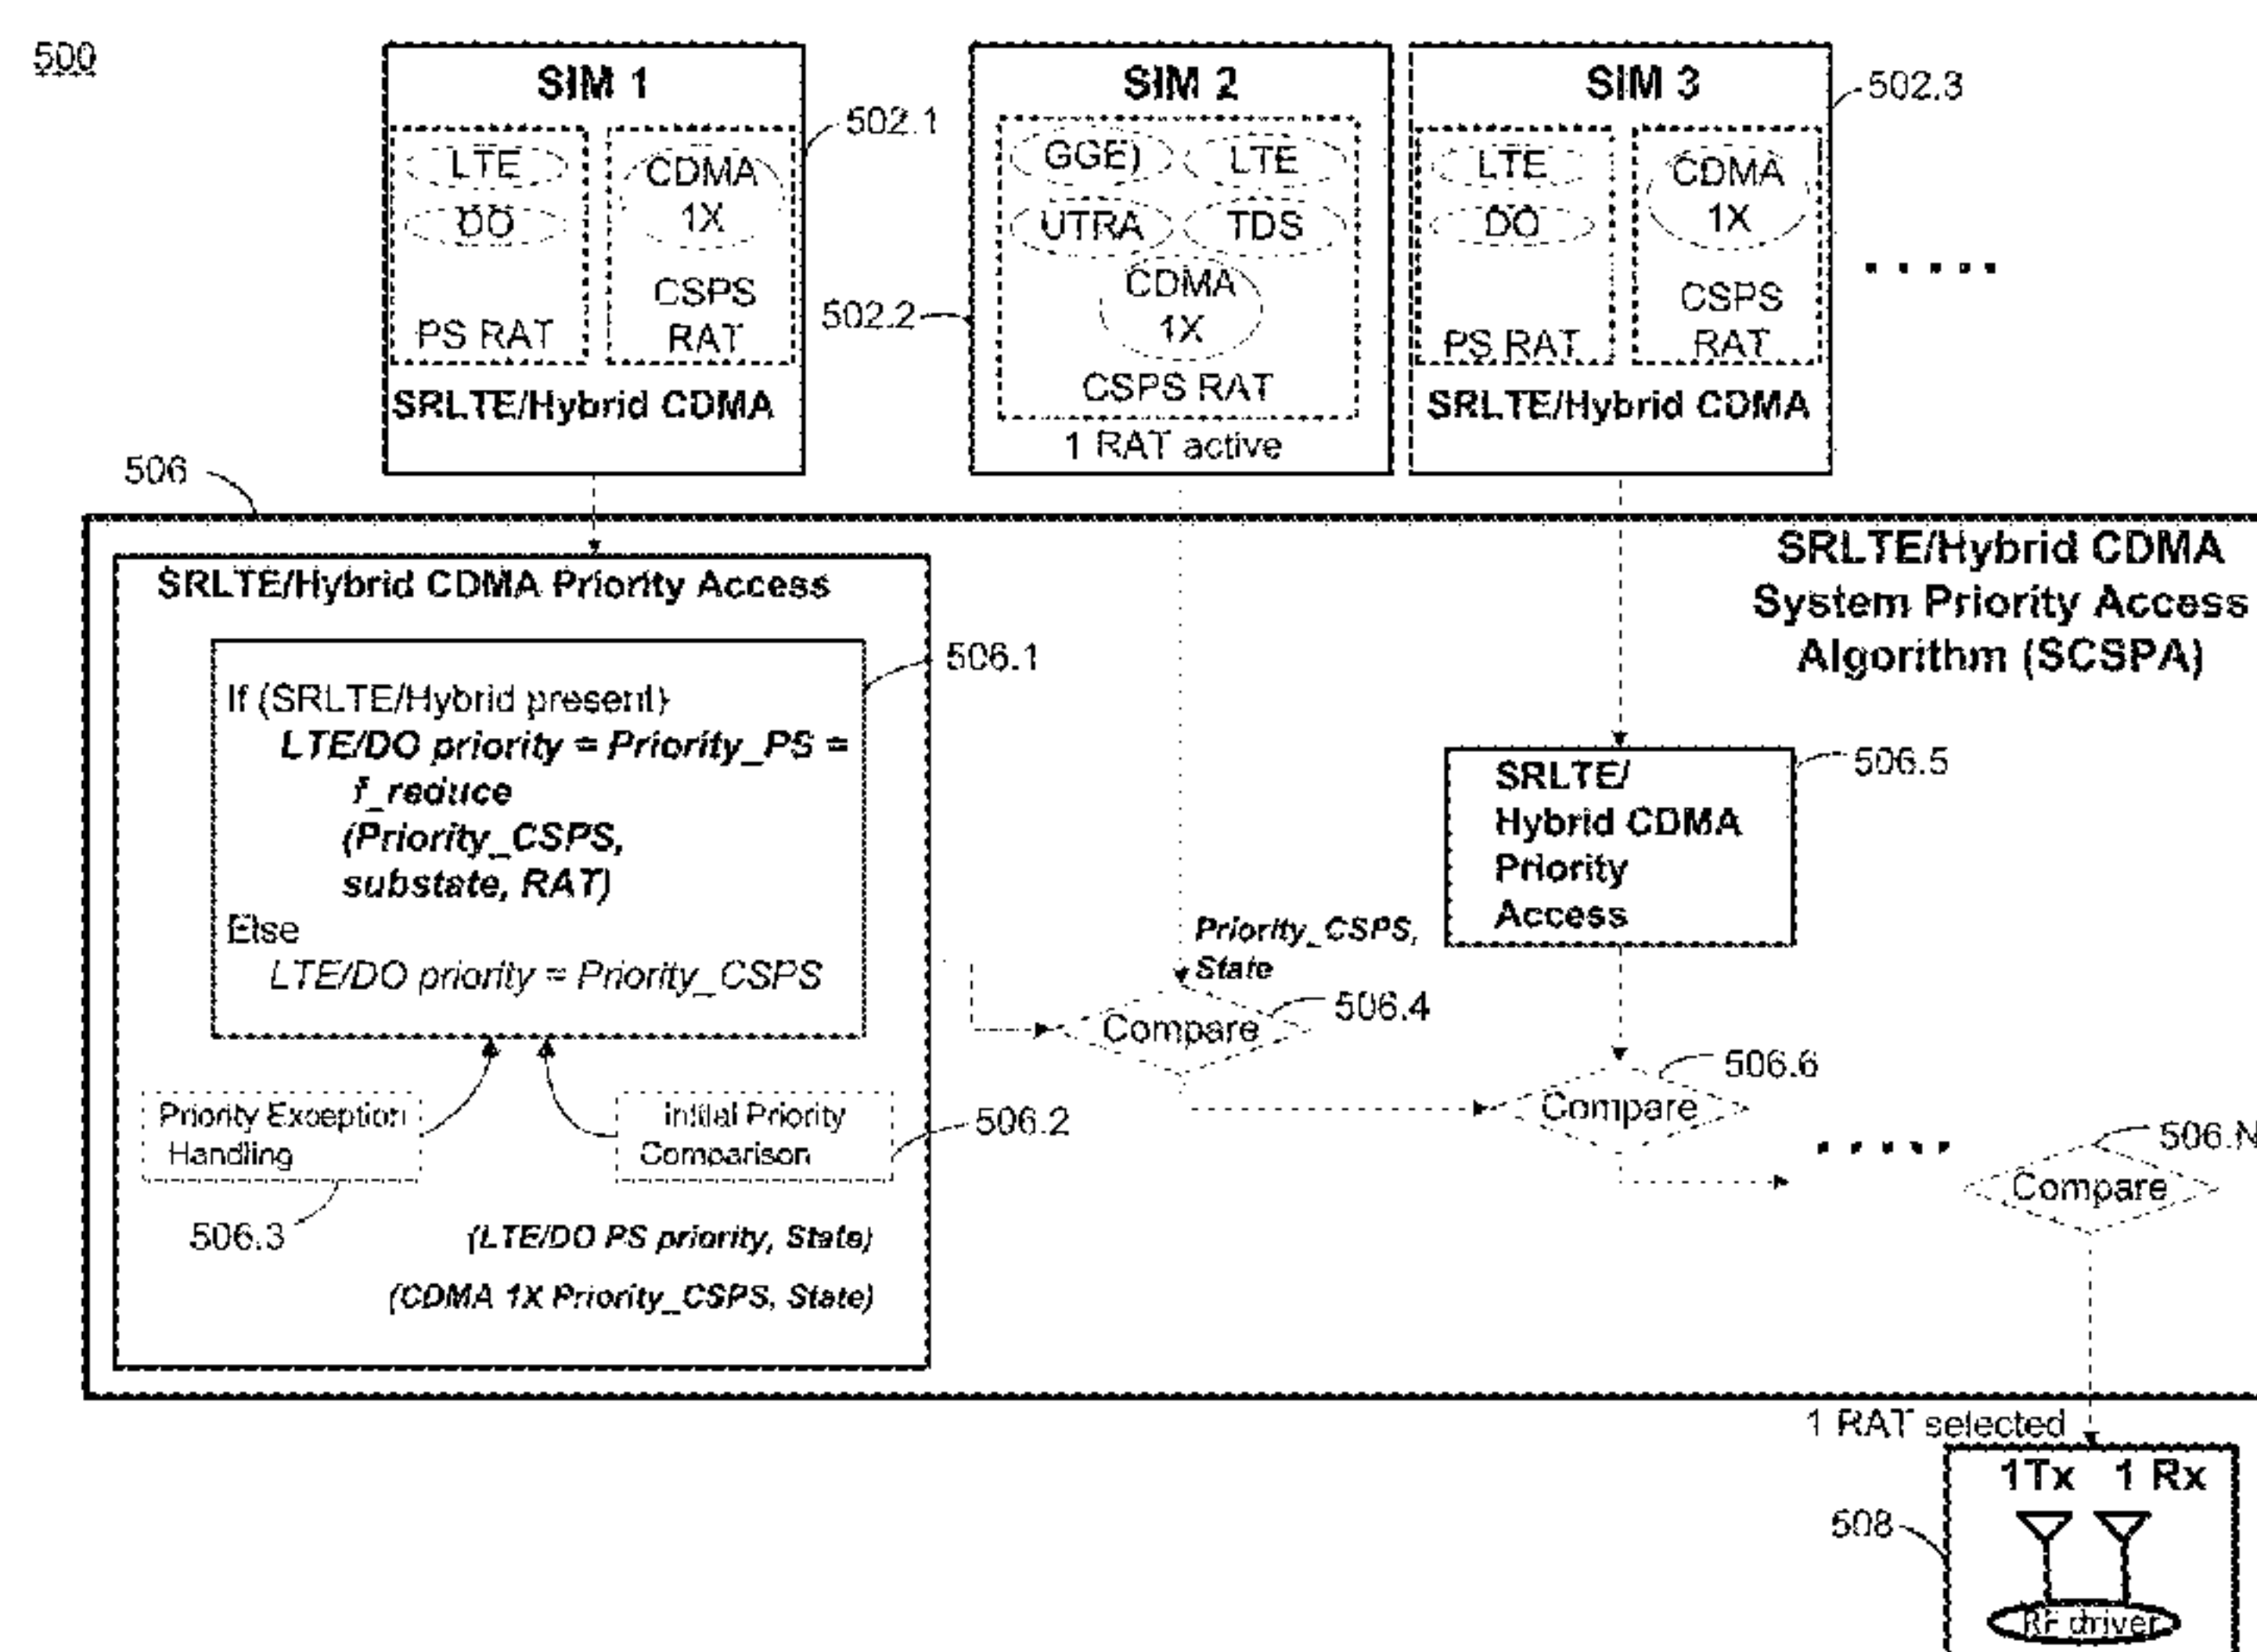 500
SIM 1
LTE
DO
PS RAT
CDMA
1X
CSPS
RAT
SRLTE/Hybrid CDMA
502.1
SIM 2
GGE)
LTE
UTRA
TDS
CDMA
1X
CSPS RAT
1 RAT active
502.2
SIM 3
LTE
DO
PS RAT
CDMA
1X
CSPS
RAT
SRLTE/Hybrid CDMA
502.3
.....
506
SRLTE/Hybrid CDMA
System Priority Access
Algorithm (SCSPA)
SRLTE/Hybrid CDMA Priority Access
506.1
If (SRLTE/Hybrid present)
LTE/DO priority = Priority_PS =
f_reduce
(Priority_CSPS,
substate, RAT)
Else
LTE/DO priority = Priority_CSPS
Priority Exception
Handling
506.3
Initial Priority
Comparison
506.2
(LTE/DO PS priority, State)
(CDMA 1X Priority_CSPS, State)
Priority_CSPS,
State
Compare
506.4
SRLTE/
Hybrid CDMA
Priority
Access
506.5
Compare
506.6
.....
Compare
506.N
1 RAT selected
1Tx 1 Rx
508
RF driver